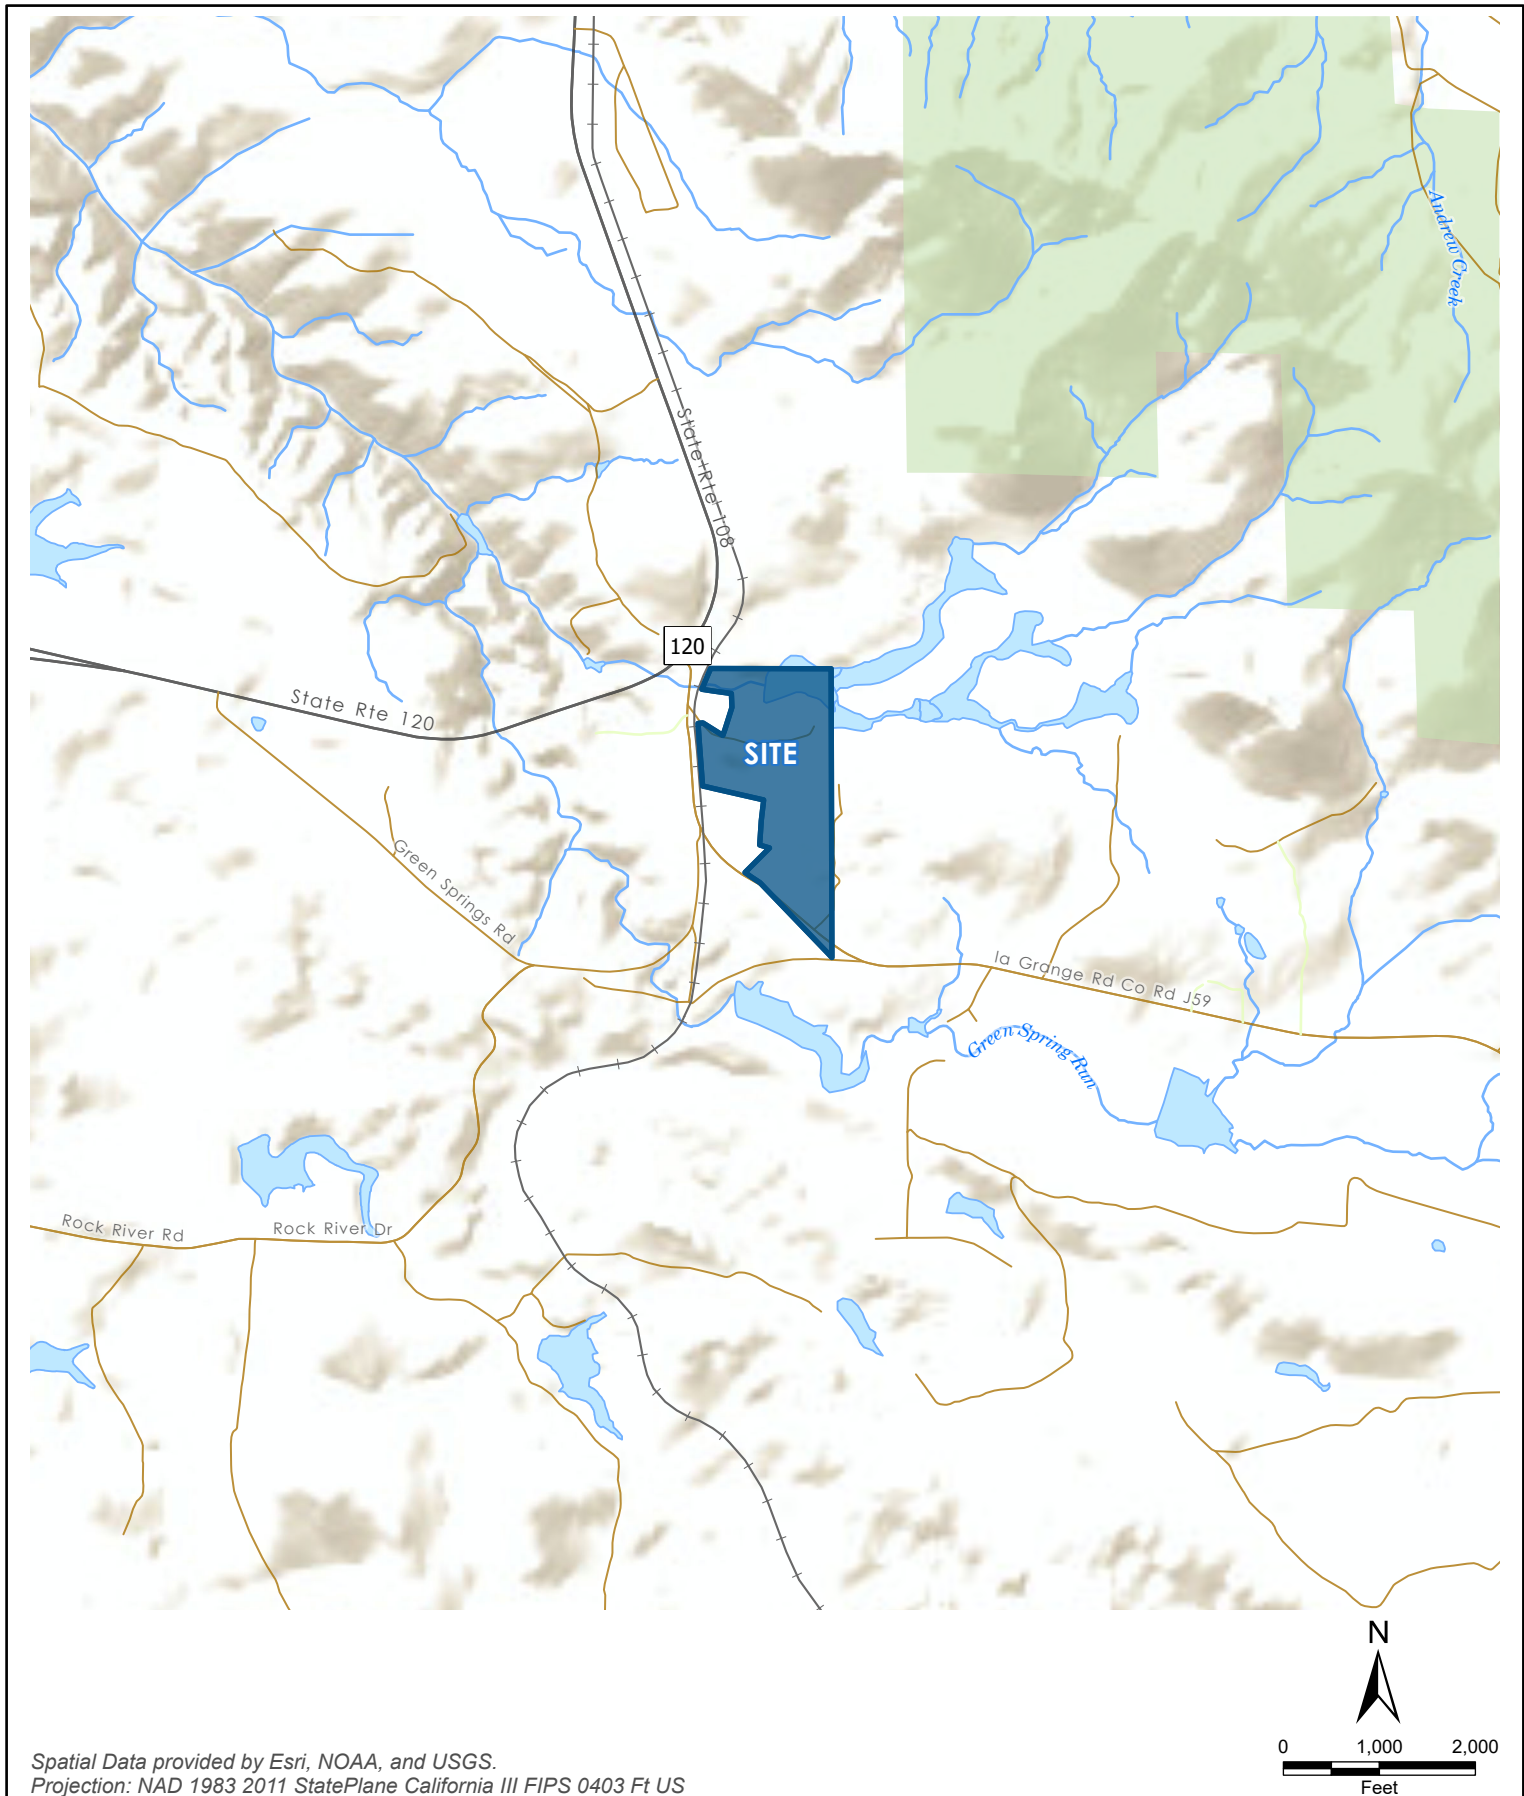 Andrew Creek
State Rte 108
120
State Rte 120
SITE
Green Springs Rd
la Grange Rd Co Rd J59
Green Spring Run
Rock River Rd
Rock River Dr
N
0 1,000 2,000
Feet
Spatial Data provided by Esri, NOAA, and USGS.
Projection: NAD 1983 2011 StatePlane California III FIPS 0403 Ft US